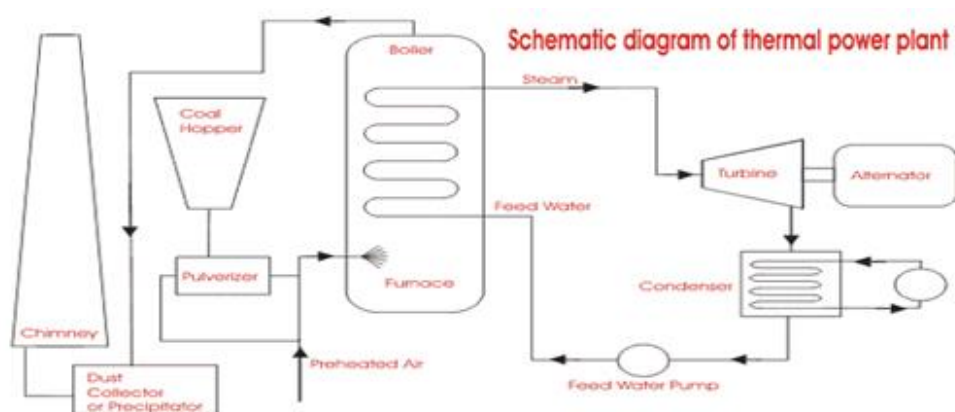 Schematic diagram of thermal power plant
Boiler
Steam
Coal
Hopper
Turbine
Alternator
Feed Water
Pulverizer
Furnace
Condenser
Chimney
Preheated Air
Dust
Collector
or Precipitator
Feed Water Pump